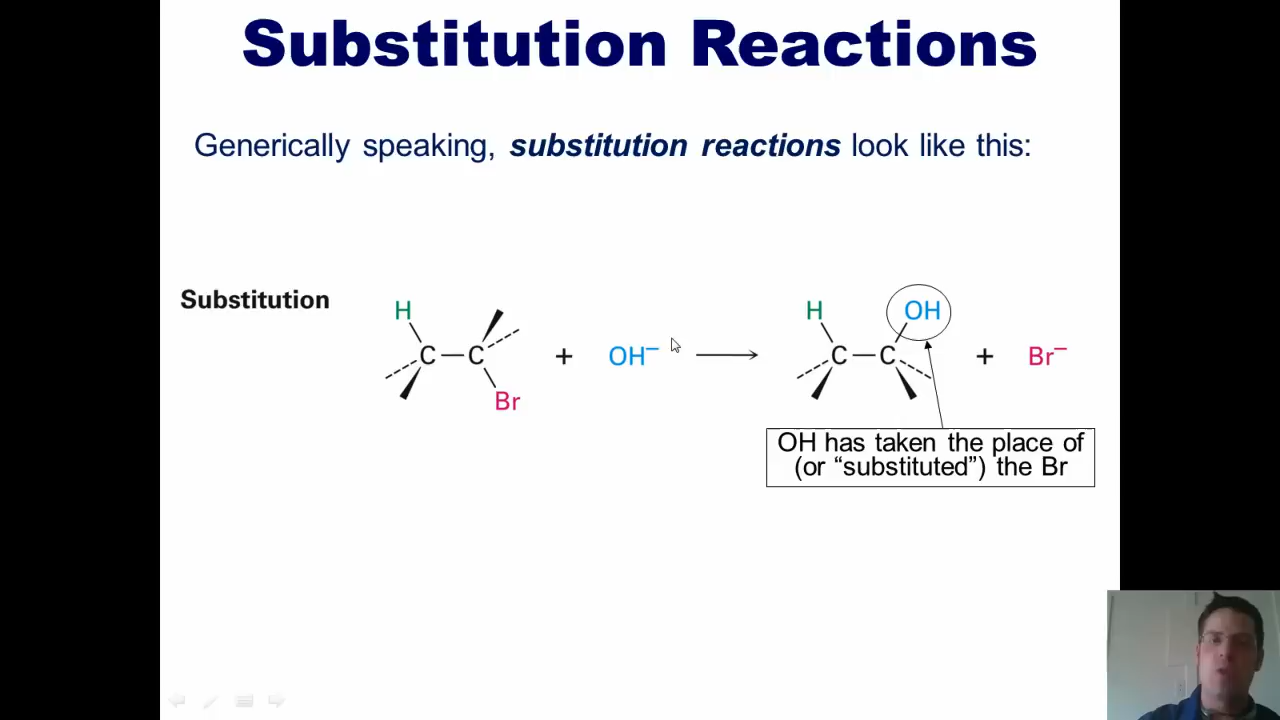 Substitution Reactions
Generically speaking, substitution reactions look like this:
Substitution
H
C — C
Br
+ OH⁻ →
H
OH
C — C
+ Br⁻
OH has taken the place of
(or “substituted”) the Br